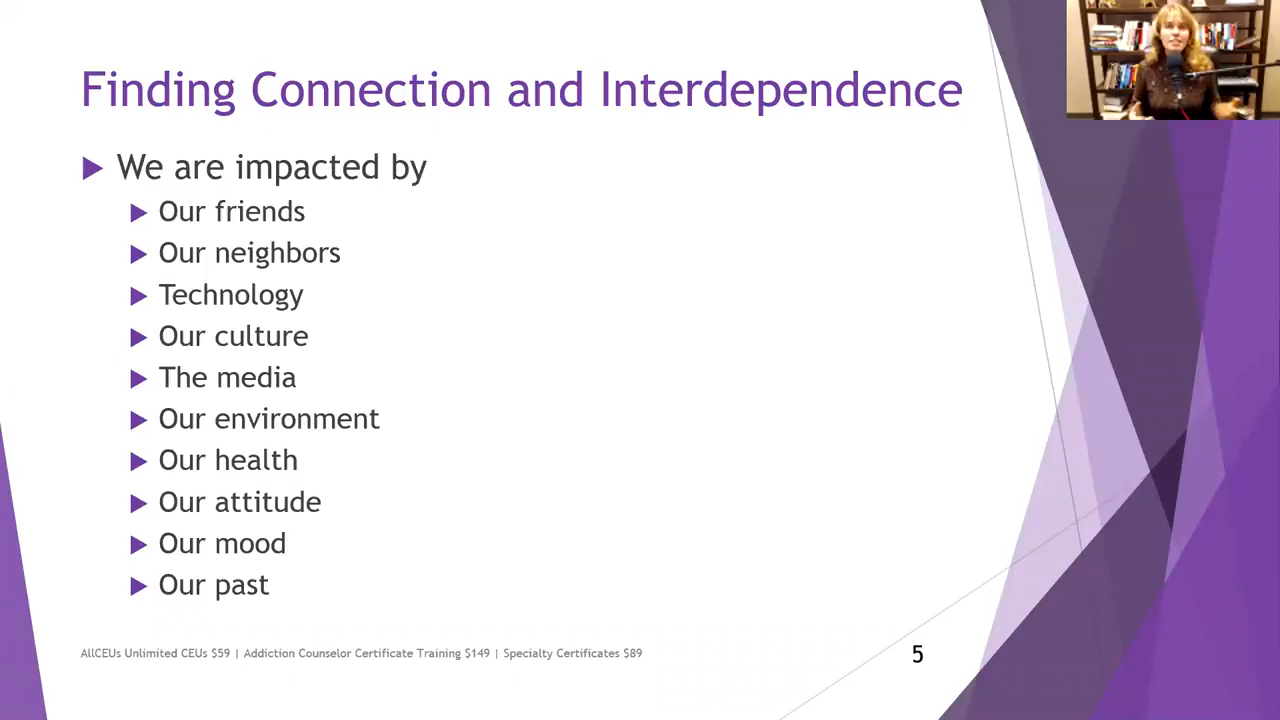 Finding Connection and Interdependence
We are impacted by
Our friends
Our neighbors
Technology
Our culture
The media
Our environment
Our health
Our attitude
Our mood
Our past
AllCEUs Unlimited CEUs $59 | Addiction Counselor Certificate Training $149 | Specialty Certificates $89
5